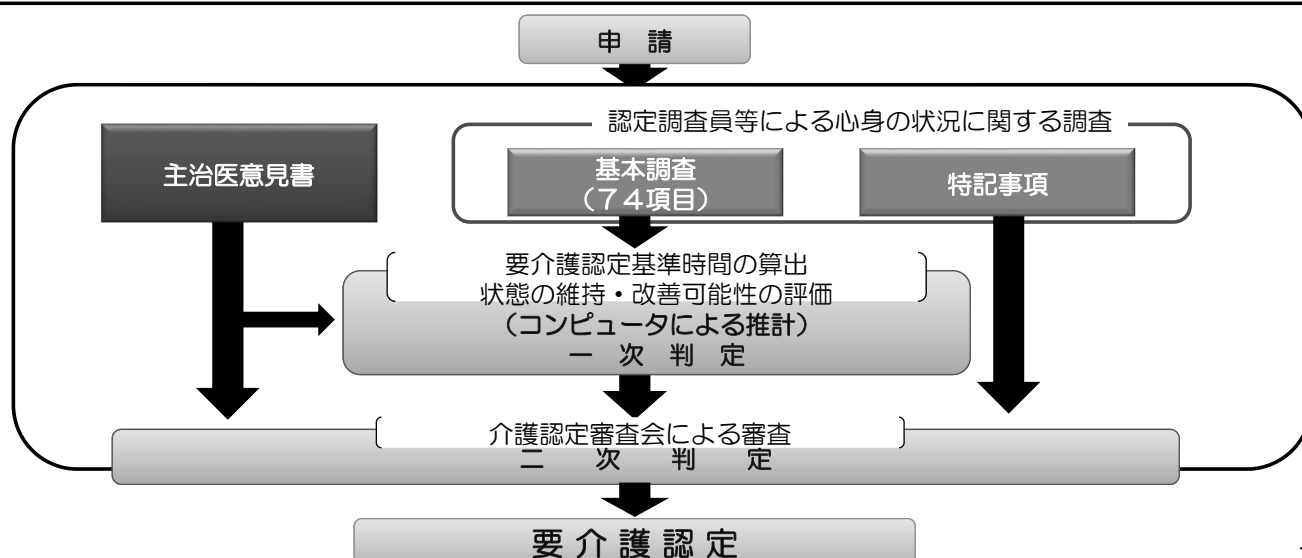 申 請
認定調査員等による心身の状況に関する調査
主治医意見書
基本調査
（７４項目）
特記事項
要介護認定基準時間の算出
状態の維持・改善可能性の評価
（コンピュータによる推計）
一 次 判 定
介護認定審査会による審査
二 次 判 定
要 介 護 認 定